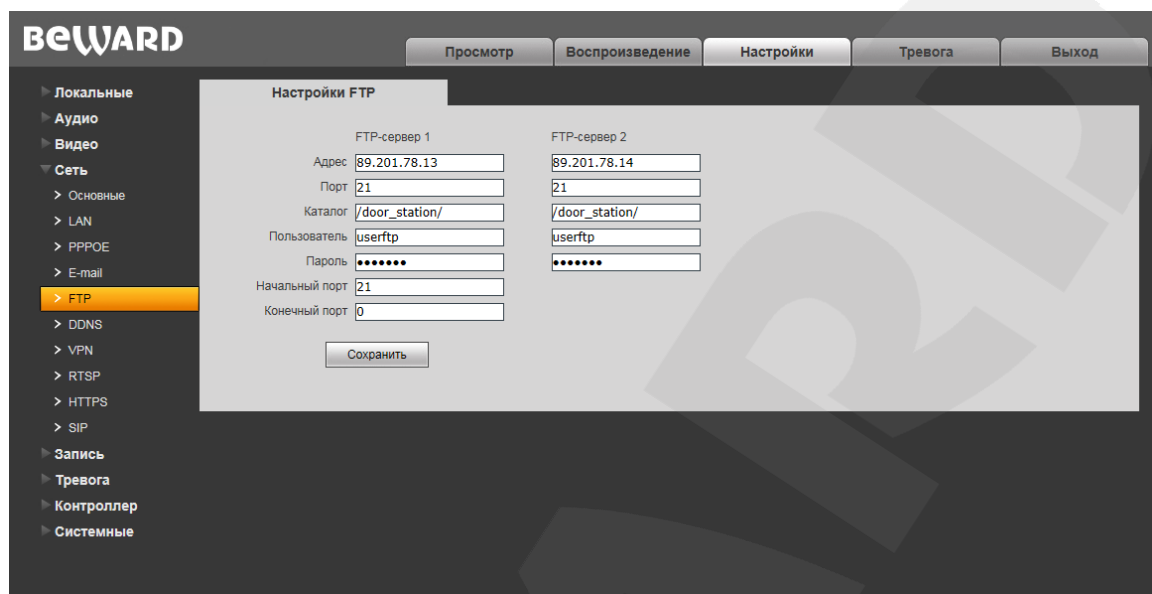 BEWARD
Просмотр Воспроизведение Настройки Тревога Выход
Локальные
Аудио
Видео
Сеть
> Основные
> LAN
> PPPOE
> E-mail
> FTP
> DDNS
> VPN
> RTSP
> HTTPS
> SIP
Запись
Тревога
Контроллер
Системные
Настройки FTP
FTP-сервер 1 FTP-сервер 2
Адрес 89.201.78.13 89.201.78.14
Порт 21 21
Каталог /door_station/ /door_station/
Пользователь userftp userftp
Пароль ●●●●●●● ●●●●●●●
Начальный порт 21
Конечный порт 0
Сохранить